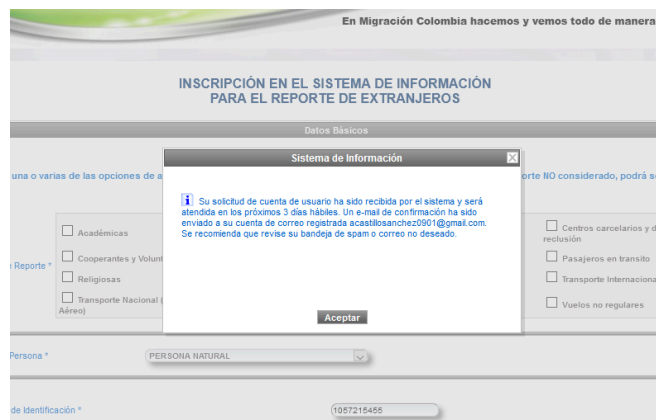 En Migración Colombia hacemos y vemos todo de manera
INSCRIPCIÓN EN EL SISTEMA DE INFORMACIÓN
PARA EL REPORTE DE EXTRANJEROS
Datos Básicos
Sistema de Información
X
una o varias de las opciones de a
orte NO considerado, podrá s
Su solicitud de cuenta de usuario ha sido recibida por el sistema y será
atendida en los próximos 3 días hábiles. Un e-mail de confirmación ha sido
enviado a su cuenta de correo registrada acastillosanchez0901@gmail.com.
Se recomienda que revise su bandeja de spam o correo no deseado.
Aceptar
Reporte *
Académicas
Cooperantes y Volunt
Religiosas
Transporte Nacional (
Aéreo)
Centros carcelarios y d
reclusión
Pasajeros en transito
Transporte Internaciona
Vuelos no regulares
Persona *
PERSONA NATURAL
de Identificación *
1057215455